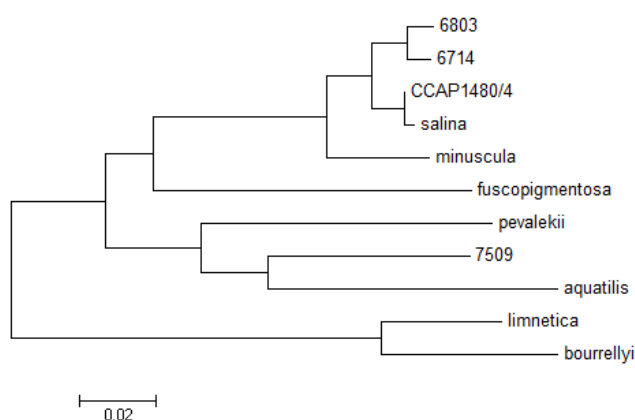 6803
6714
CCAP1480/4
salina
minuscula
fuscopigmentosa
pevalekii
7509
aquatilis
limnetica
bourrellyi
0.02